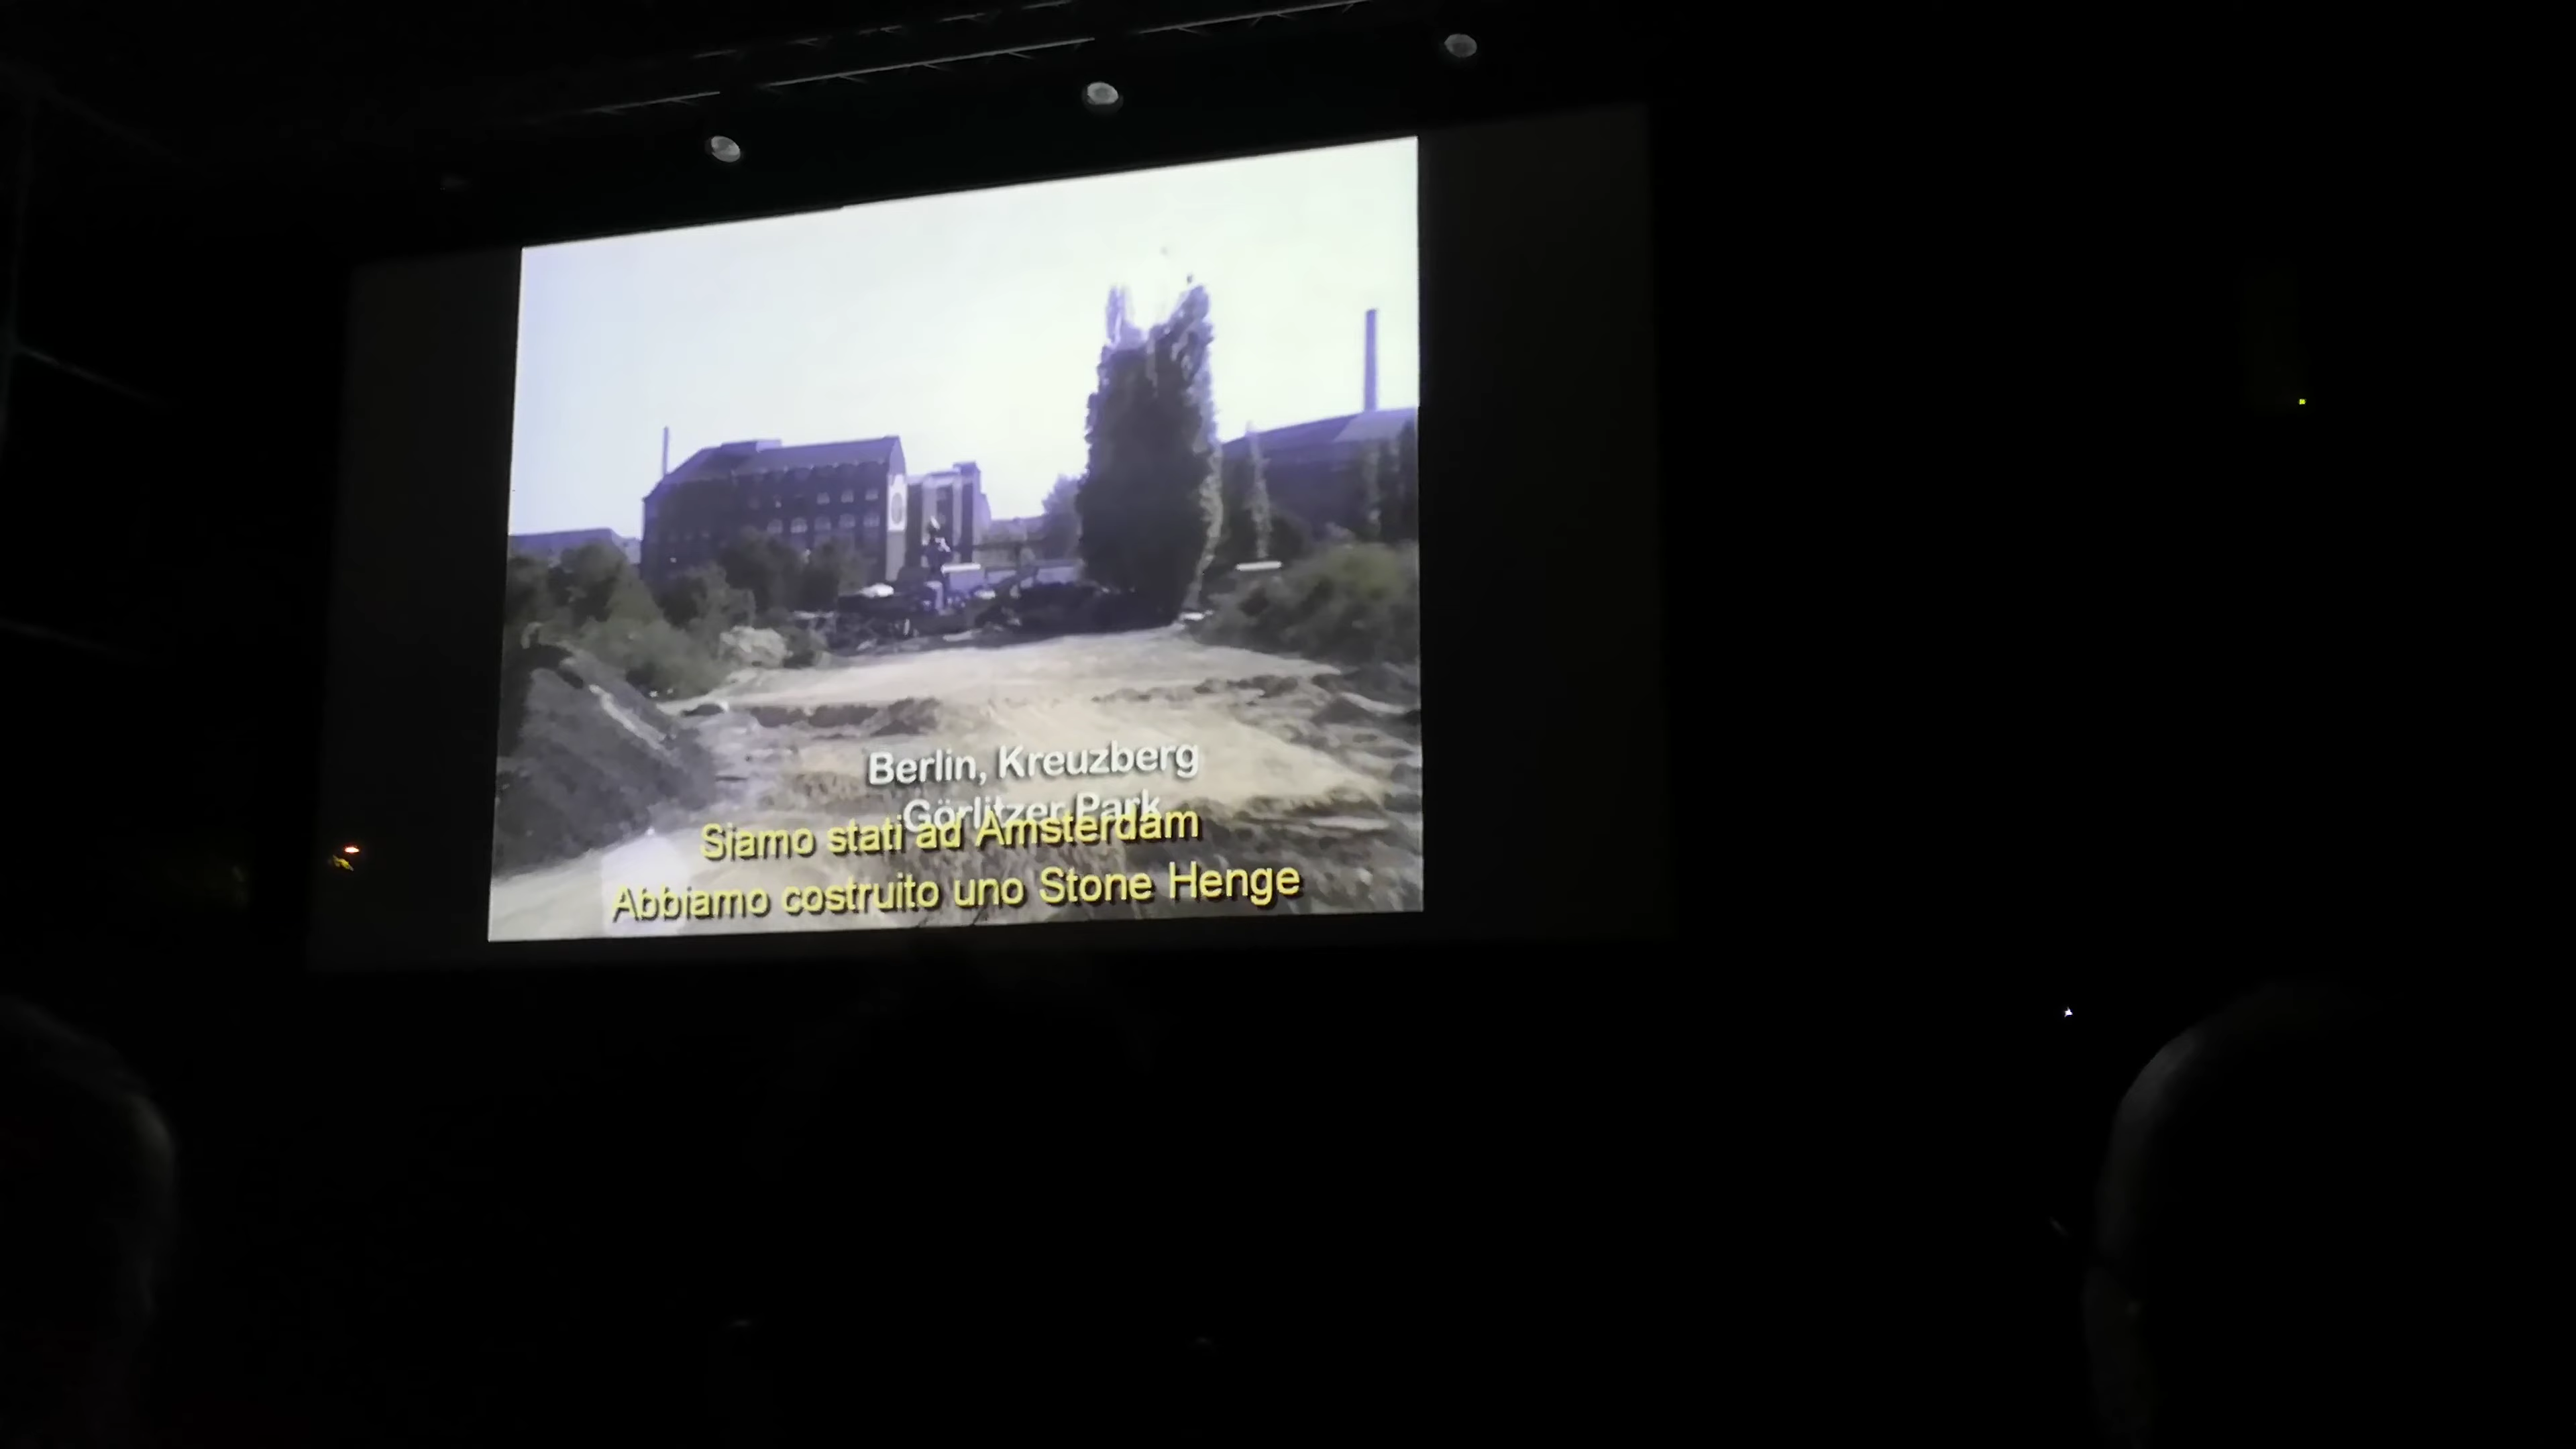 Berlin, Kreuzberg
Görlitzer Park
Siamo stati ad Amsterdam
Abbiamo costruito uno Stone Henge